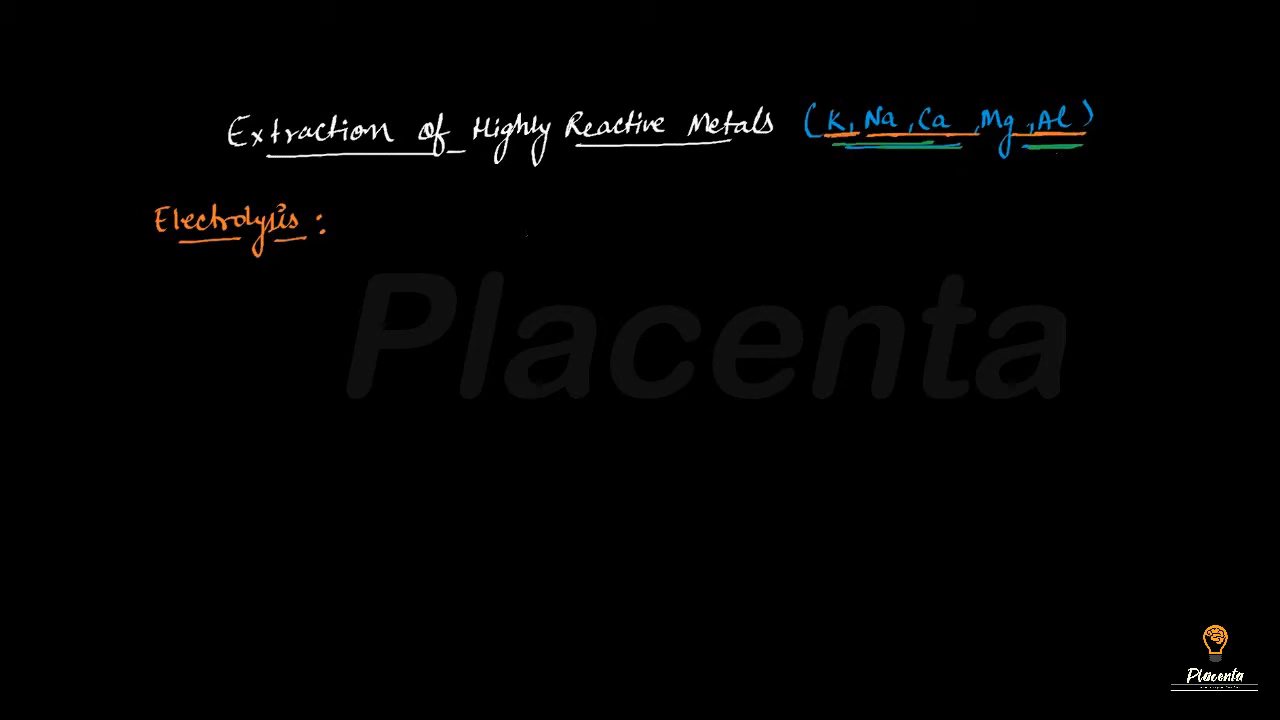 Extraction of Highly Reactive Metals (K, Na, Ca, Mg, Al)
Electrolysis :
Placenta
Placenta